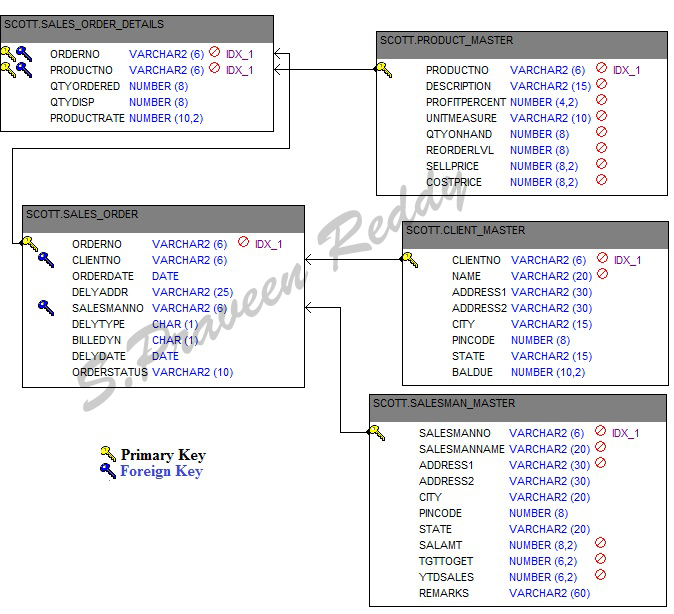 SCOTT.SALES_ORDER_DETAILS
ORDERNO VARCHAR2 (6) IDX_1
PRODUCTNO VARCHAR2 (6) IDX_1
QTYORDERED NUMBER (8)
QTYDISP NUMBER (8)
PRODUCTRATE NUMBER (10,2)
SCOTT.PRODUCT_MASTER
PRODUCTNO VARCHAR2 (6) IDX_1
DESCRIPTION VARCHAR2 (15)
PROFITPERCENT NUMBER (4,2)
UNITMEASURE VARCHAR2 (10)
QTYONHAND NUMBER (8)
REORDERLVL NUMBER (8)
SELLPRICE NUMBER (8,2)
COSTPRICE NUMBER (8,2)
SCOTT.SALES_ORDER
ORDERNO VARCHAR2 (6) IDX_1
CLIENTNO VARCHAR2 (6)
ORDERDATE DATE
DELYADDR VARCHAR2 (25)
SALESMANNO VARCHAR2 (6)
DELYTYPE CHAR (1)
BILLEDYN CHAR (1)
DELYDATE DATE
ORDERSTATUS VARCHAR2 (10)
SCOTT.CLIENT_MASTER
CLIENTNO VARCHAR2 (6) IDX_1
NAME VARCHAR2 (20)
ADDRESS1 VARCHAR2 (30)
ADDRESS2 VARCHAR2 (30)
CITY VARCHAR2 (15)
PINCODE NUMBER (8)
STATE VARCHAR2 (15)
BALDUE NUMBER (10,2)
SCOTT.SALESMAN_MASTER
SALESMANNO VARCHAR2 (6) IDX_1
SALESMANNAME VARCHAR2 (20)
ADDRESS1 VARCHAR2 (30)
ADDRESS2 VARCHAR2 (30)
CITY VARCHAR2 (20)
PINCODE NUMBER (8)
STATE VARCHAR2 (20)
SALAMT NUMBER (8,2)
TGTTOGET NUMBER (6,2)
YTDSALES NUMBER (6,2)
REMARKS VARCHAR2 (60)
Primary Key
Foreign Key
S.Praveen Reddy